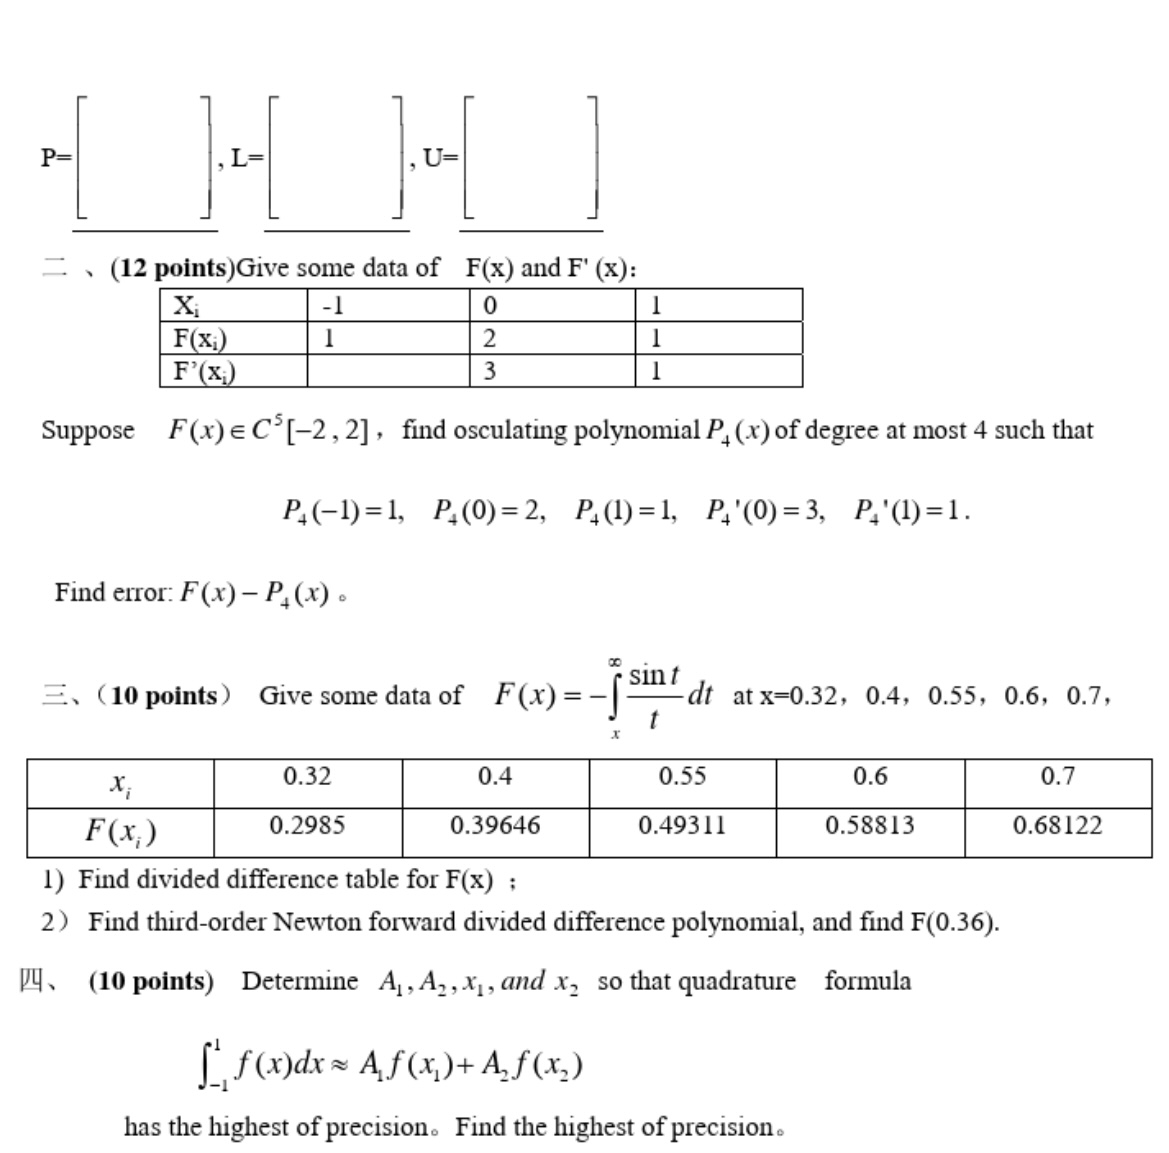 P=[ ], L=[ ], U=[ ]
二 、(12 points)Give some data of F(x) and F' (x):
Xᵢ -1 0 1
F(xᵢ) 1 2 1
F’(xᵢ) 3 1
Suppose F(x)∈C⁵[−2 , 2] , find osculating polynomial P₄(x) of degree at most 4 such that
P₄(−1)=1, P₄(0)=2, P₄(1)=1, P₄'(0)=3, P₄'(1)=1.
Find error: F(x)−P₄(x) 。
三、（10 points） Give some data of F(x)=−∫ₓ^∞ (sin t / t) dt at x=0.32，0.4，0.55，0.6，0.7，
xᵢ 0.32 0.4 0.55 0.6 0.7
F(xᵢ) 0.2985 0.39646 0.49311 0.58813 0.68122
1) Find divided difference table for F(x) ；
2） Find third-order Newton forward divided difference polynomial, and find F(0.36).
四、 (10 points) Determine A₁, A₂, x₁, and x₂ so that quadrature formula
∫₋₁¹ f(x)dx ≈ A₁f(x₁)+ A₂f(x₂)
has the highest of precision。Find the highest of precision。